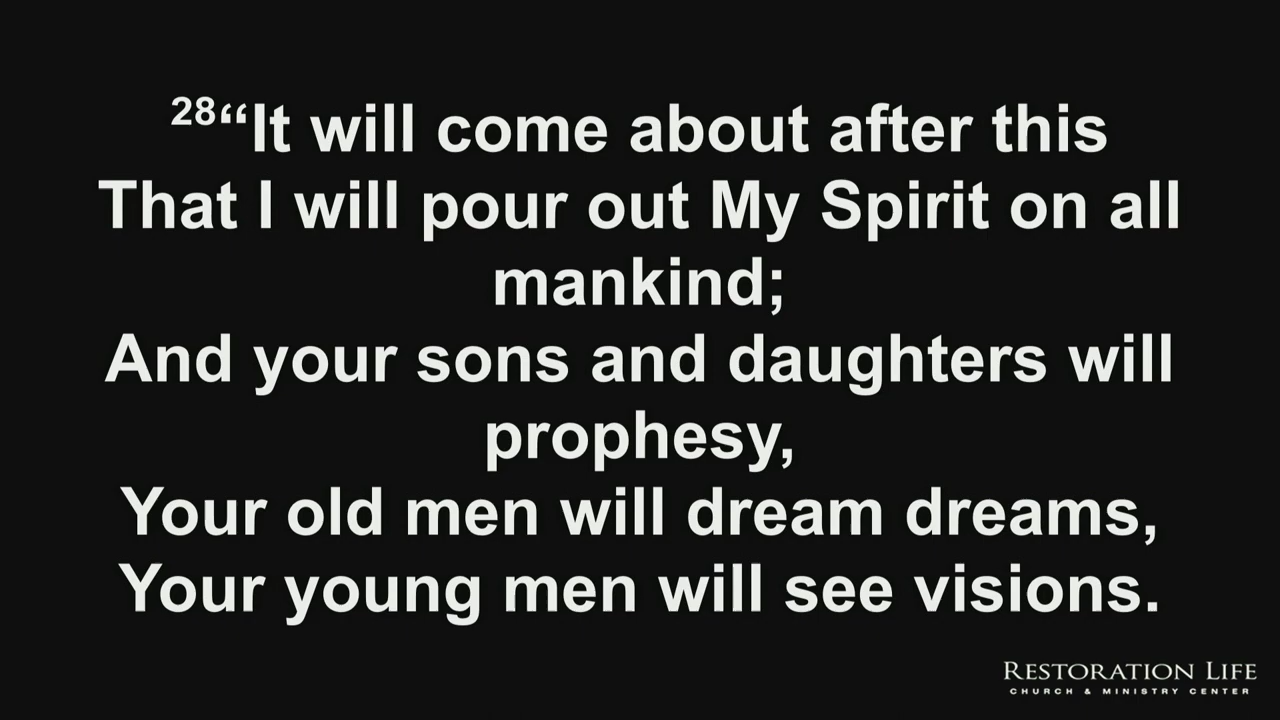 28“It will come about after this
That I will pour out My Spirit on all
mankind;
And your sons and daughters will
prophesy,
Your old men will dream dreams,
Your young men will see visions.
RESTORATION LIFE
CHURCH & MINISTRY CENTER